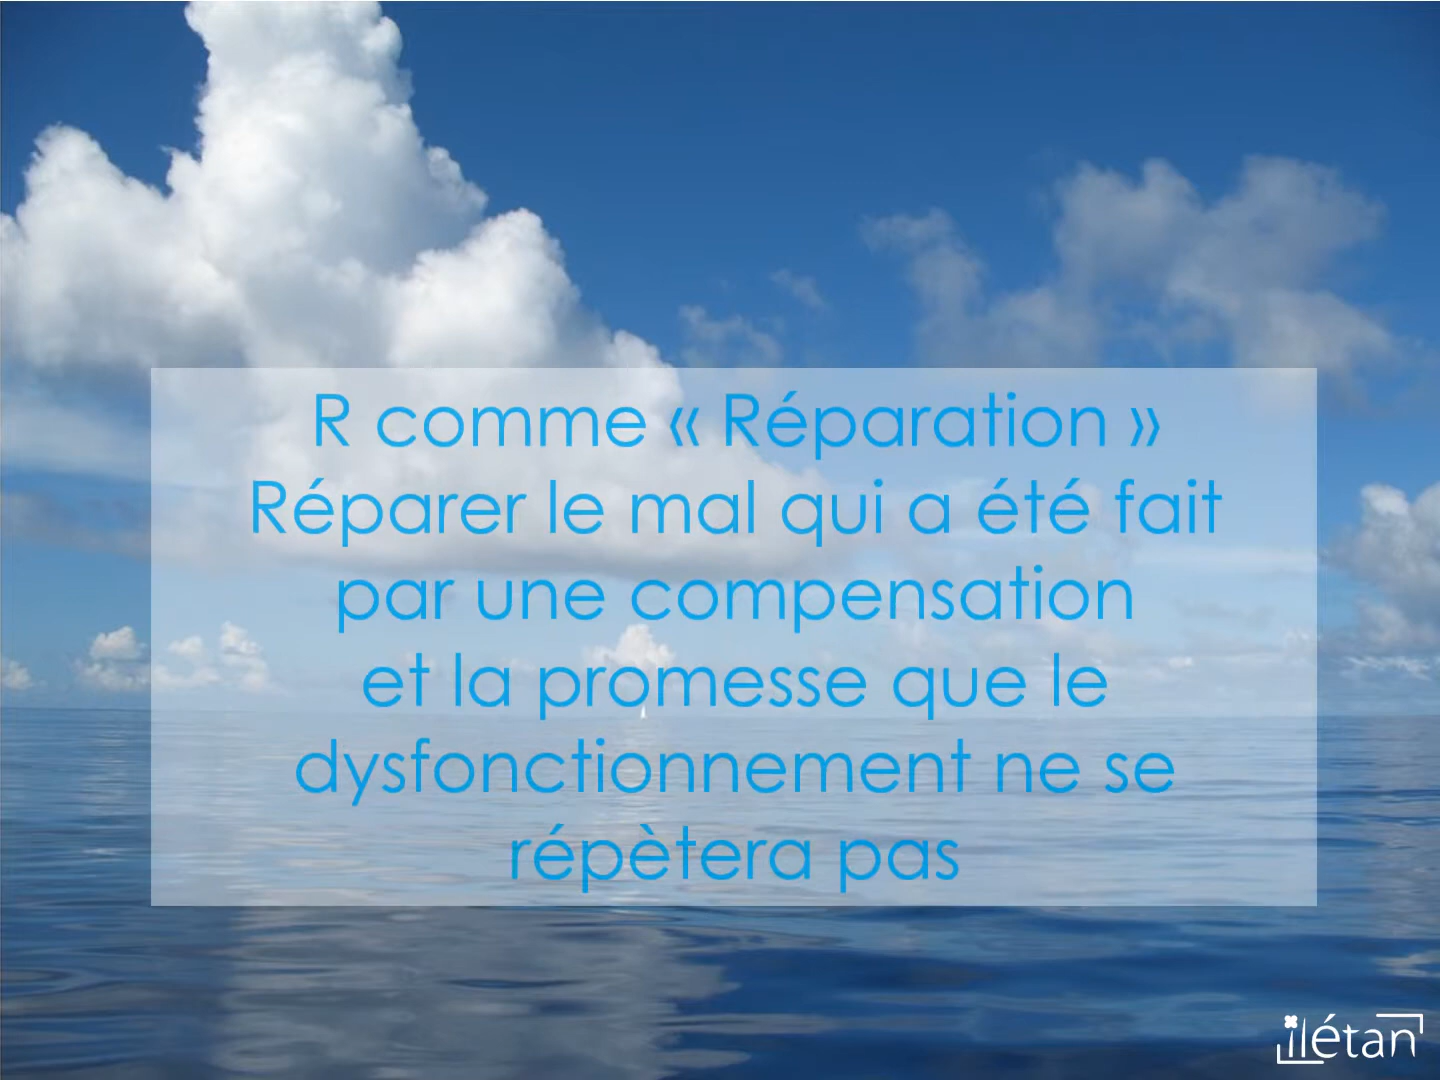 R comme « Réparation »
Réparer le mal qui a été fait
par une compensation
et la promesse que le
dysfonctionnement ne se
répètera pas
ilétan